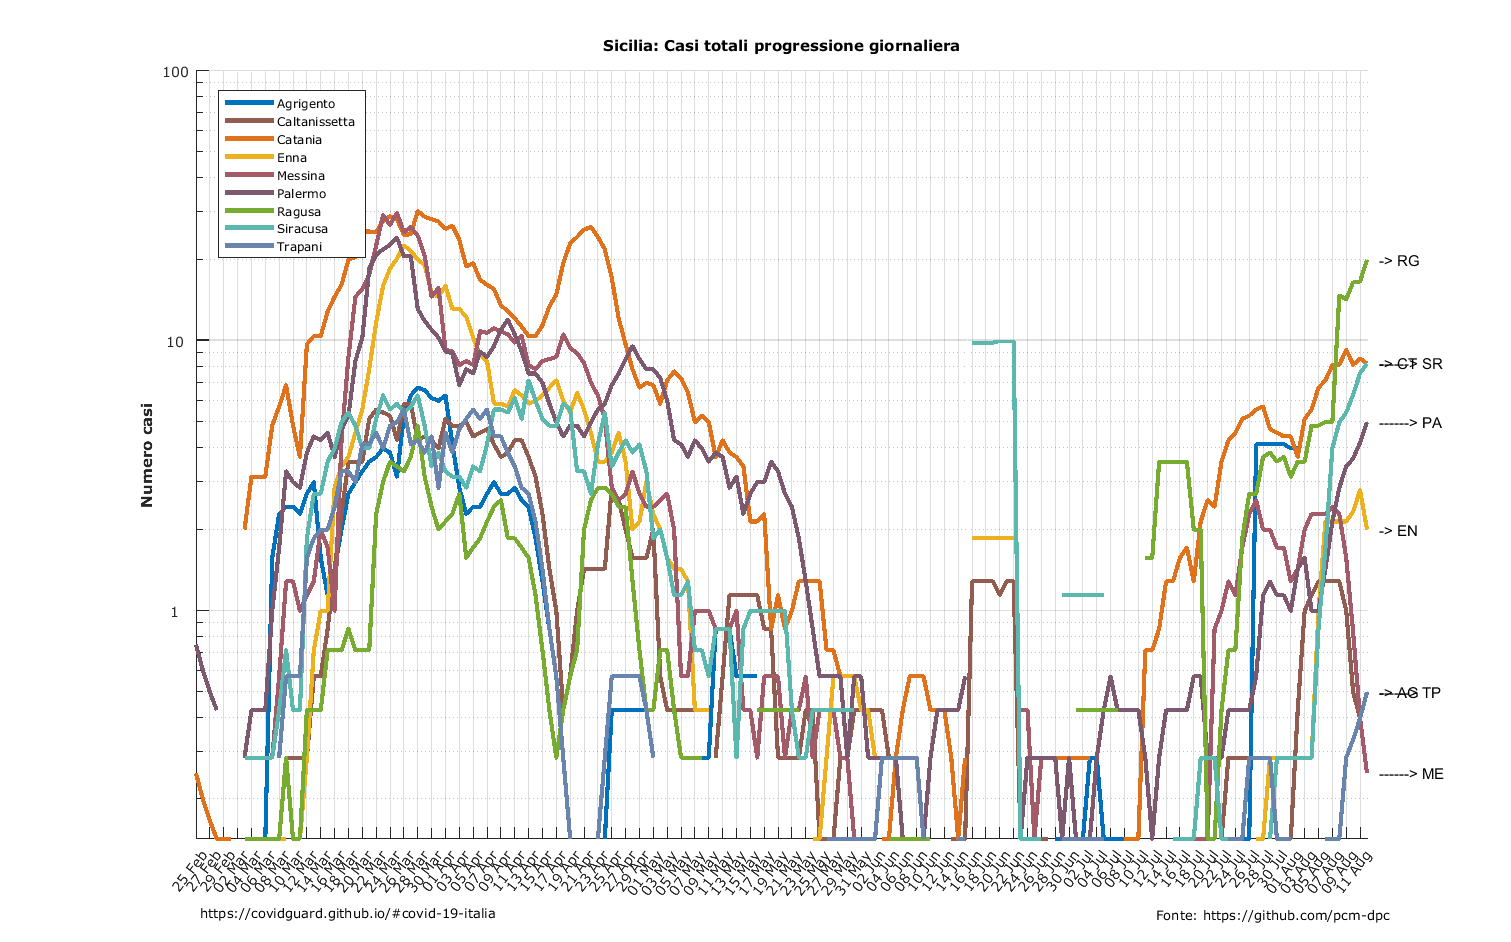 Sicilia: Casi totali progressione giornaliera
Numero casi
100
10
1
Agrigento
Caltanissetta
Catania
Enna
Messina
Palermo
Ragusa
Siracusa
Trapani
-> RG
-> CT
SR
------> PA
-> EN
-> AG
TP
------> ME
25 Feb
27 Feb
29 Feb
02 Mar
04 Mar
06 Mar
08 Mar
10 Mar
12 Mar
14 Mar
16 Mar
18 Mar
20 Mar
22 Mar
24 Mar
26 Mar
28 Mar
30 Mar
01 Apr
03 Apr
05 Apr
07 Apr
09 Apr
11 Apr
13 Apr
15 Apr
17 Apr
19 Apr
21 Apr
23 Apr
25 Apr
27 Apr
29 Apr
01 May
03 May
05 May
07 May
09 May
11 May
13 May
15 May
17 May
19 May
21 May
23 May
25 May
27 May
29 May
31 May
02 Jun
04 Jun
06 Jun
08 Jun
10 Jun
12 Jun
14 Jun
16 Jun
18 Jun
20 Jun
22 Jun
24 Jun
26 Jun
28 Jun
30 Jun
02 Jul
04 Jul
06 Jul
08 Jul
10 Jul
12 Jul
14 Jul
16 Jul
18 Jul
20 Jul
22 Jul
24 Jul
26 Jul
28 Jul
30 Jul
01 Aug
03 Aug
05 Aug
07 Aug
09 Aug
11 Aug
https://covidguard.github.io/#covid-19-italia
Fonte: https://github.com/pcm-dpc